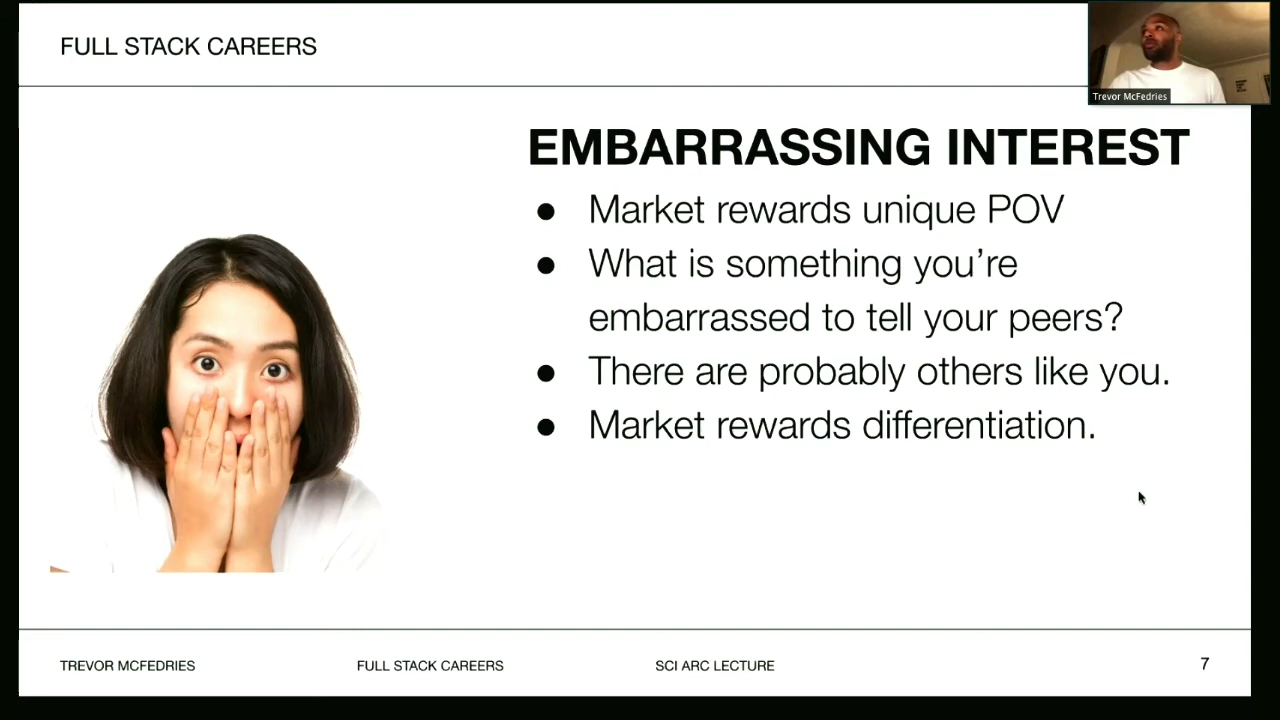 FULL STACK CAREERS
Trevor McFedries
EMBARRASSING INTEREST
● Market rewards unique POV
● What is something you’re
embarrassed to tell your peers?
● There are probably others like you.
● Market rewards differentiation.
TREVOR MCFEDRIES
FULL STACK CAREERS
SCI ARC LECTURE
7